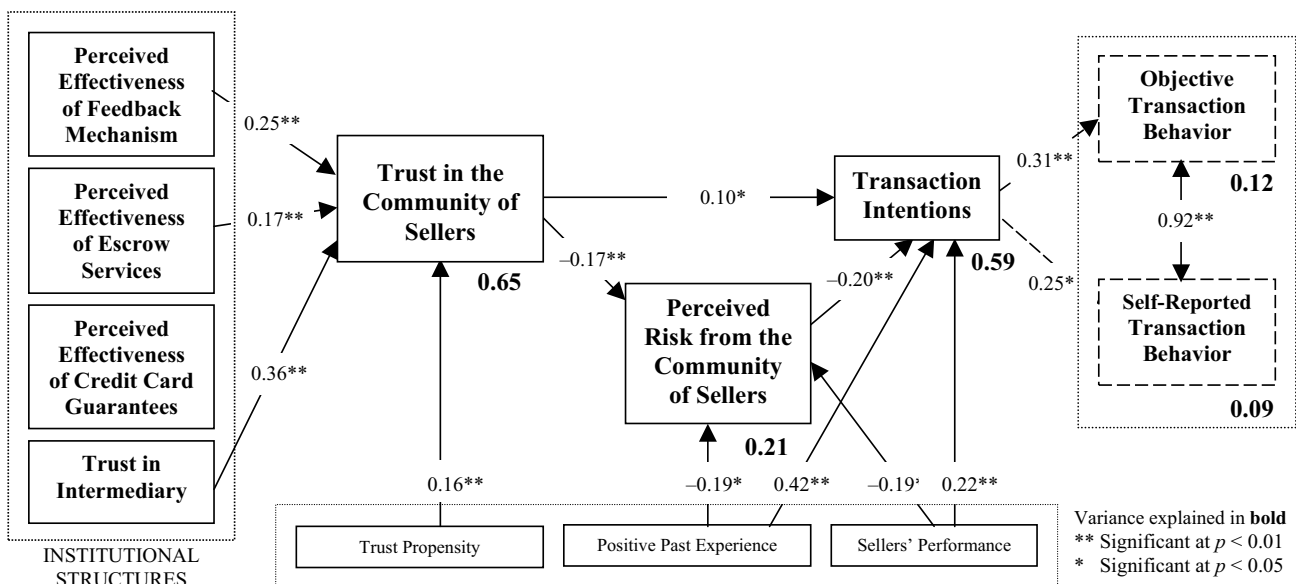 Perceived
Effectiveness
of Feedback
Mechanism
Perceived
Effectiveness
of Escrow
Services
Perceived
Effectiveness
of Credit Card
Guarantees
Trust in
Intermediary
INSTITUTIONAL
STRUCTURES
0.25**
0.17**
0.36**
Trust in the
Community of
Sellers
0.65
0.16**
0.10*
–0.17**
Perceived
Risk from the
Community
of Sellers
0.21
–0.20**
Transaction
Intentions
0.59
0.31**
0.25*
Objective
Transaction
Behavior
0.12
0.92**
Self-Reported
Transaction
Behavior
0.09
–0.19*
0.42**
–0.19
0.22**
Trust Propensity
Positive Past Experience
Sellers’ Performance
Variance explained in bold
** Significant at p < 0.01
* Significant at p < 0.05